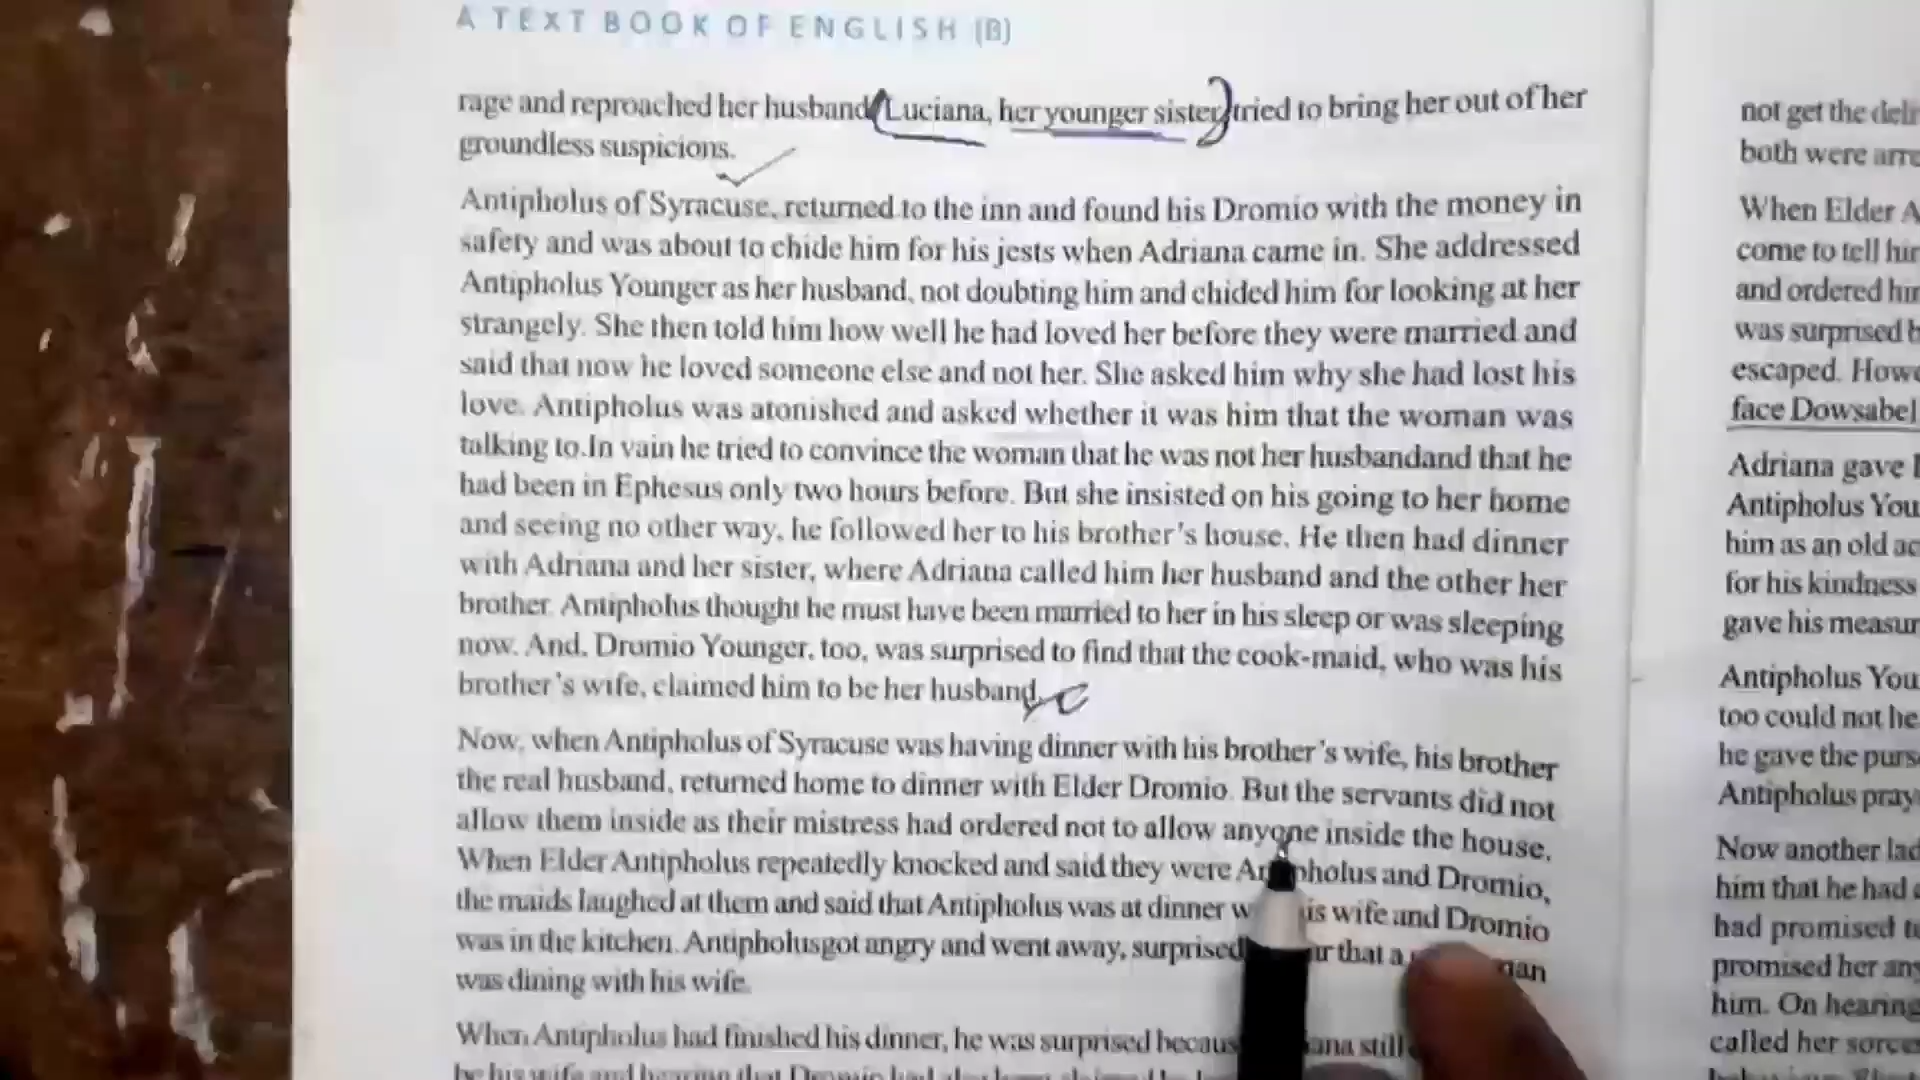 A TEXT BOOK OF ENGLISH (B)
rage and reproached her husband Luciana, her younger sister, tried to bring her out of her
groundless suspicions.
Antipholus of Syracuse, returned to the inn and found his Dromio with the money in
safety and was about to chide him for his jests when Adriana came in. She addressed
Antipholus Younger as her husband, not doubting him and chided him for looking at her
strangely. She then told him how well he had loved her before they were married and
said that now he loved someone else and not her. She asked him why she had lost his
love. Antipholus was atonished and asked whether it was him that the woman was
talking to.In vain he tried to convince the woman that he was not her husbandand that he
had been in Ephesus only two hours before. But she insisted on his going to her home
and seeing no other way, he followed her to his brother's house. He then had dinner
with Adriana and her sister, where Adriana called him her husband and the other her
brother. Antipholus thought he must have been married to her in his sleep or was sleeping
now. And, Dromio Younger, too, was surprised to find that the cook-maid, who was his
brother's wife, claimed him to be her husband.
Now, when Antipholus of Syracuse was having dinner with his brother's wife, his brother
the real husband, returned home to dinner with Elder Dromio. But the servants did not
allow them inside as their mistress had ordered not to allow anyone inside the house.
When Elder Antipholus repeatedly knocked and said they were Antipholus and Dromio,
the maids laughed at them and said that Antipholus was at dinner wife and Dromio
was in the kitchen. Antipholusgot angry and went away, surprised that a
was dining with his wife.
When Antipholus had finished his dinner, he was surprised still
be his wife and hearing that Dromio had
not get the
both were
When Elder
come to tell
and ordered
was surprised
escaped.
face Dowsabel
Adriana gave
Antipholus
him as an old
for his kindness
gave his
Antipholus
too could not
he gave the
Antipholus
Now another
him that he had
had promised
promised her
him. On hearing
called her